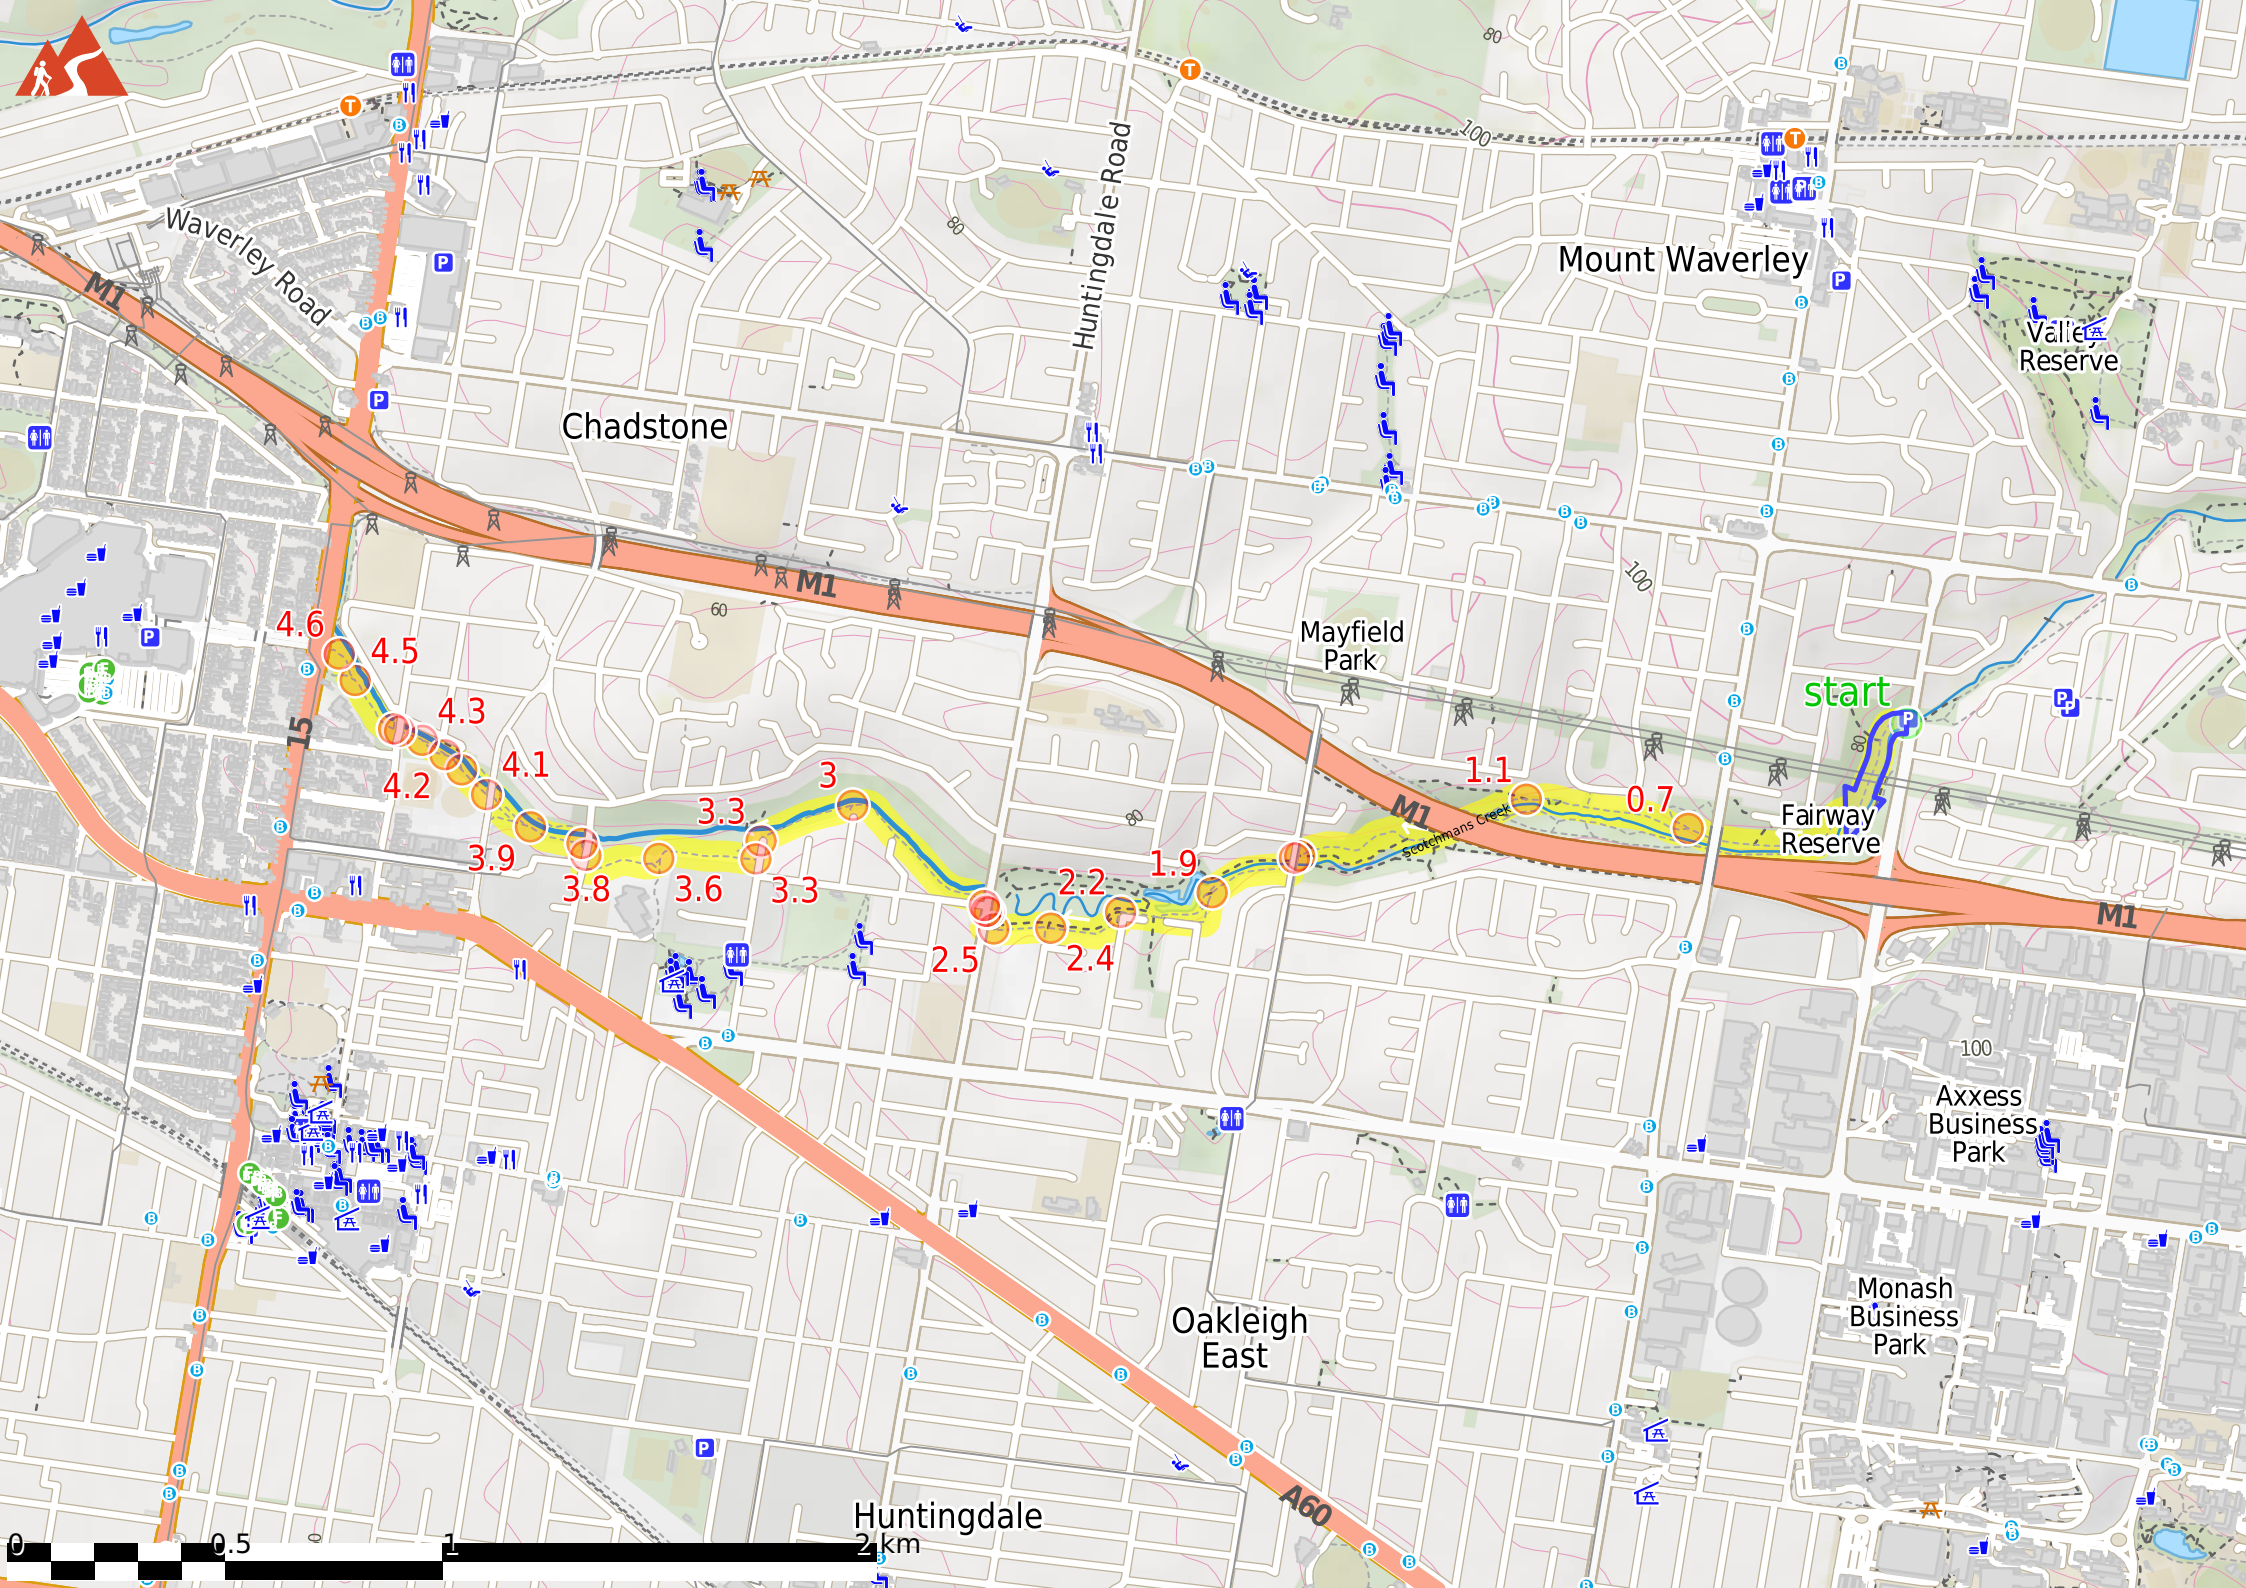 80
100
Waverley Road
Huntingdale Road
M1
80
Mount Waverley
Valley
Reserve
Chadstone
M1
60
100
Mayfield
Park
4.6
4.5
start
15
4.3
80
4.2
4.1
3
1.1
0.7
3.3
80
M1
Scotchmans Creek
Fairway
Reserve
3.9
3.8
3.6
3.3
1.9
2.2
2.5
2.4
M1
100
Axxess
Business
Park
Monash
Business
Park
Oakleigh
East
Huntingdale
A60
0
0.5
1
2 km